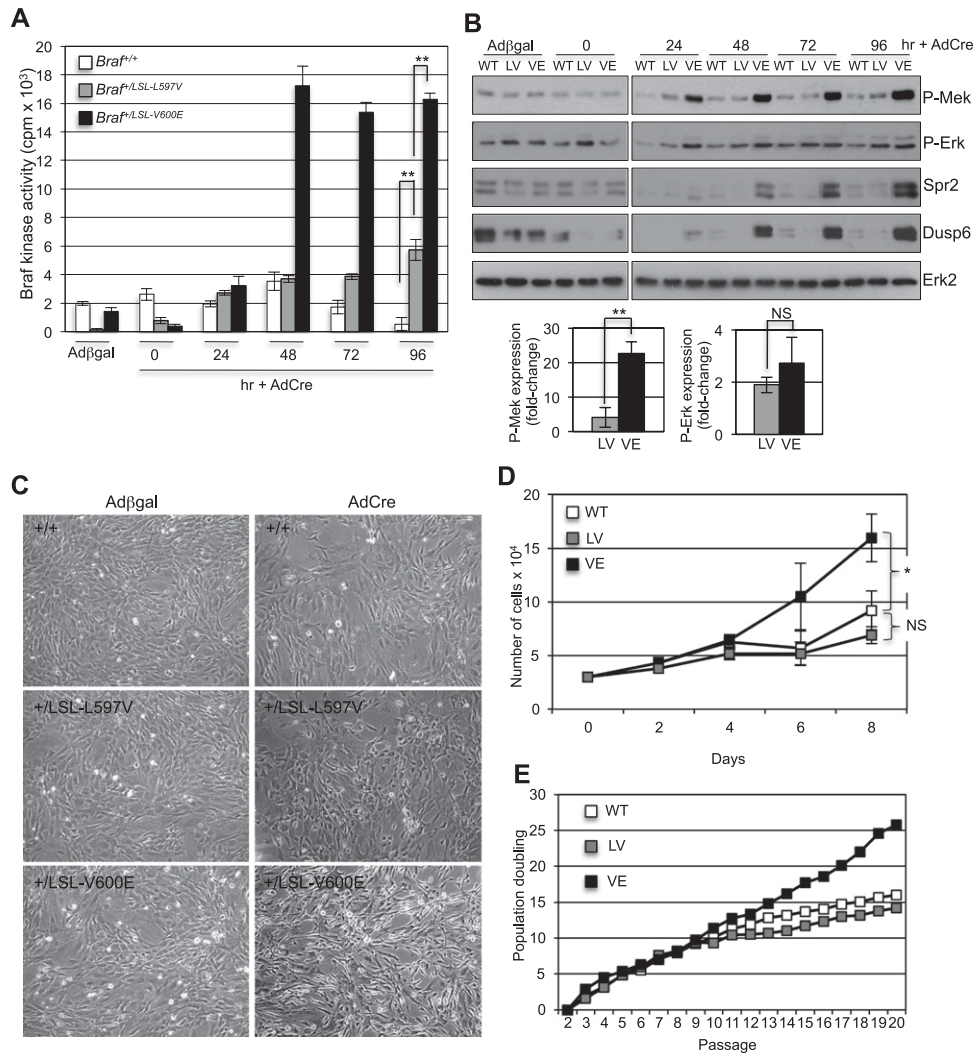 A
Braf kinase activity (cpm x 10³)
20
18
16
14
12
10
8
6
4
2
0
Braf+/+
Braf+/LSL-L597V
Braf+/LSL-V600E
**
**
Adβgal 0 24 48 72 96
hr + AdCre
B
Adβgal 0 24 48 72 96 hr + AdCre
WT LV VE WT LV VE WT LV VE WT LV VE WT LV VE WT LV VE
P-Mek
P-Erk
Spr2
Dusp6
Erk2
P-Mek expression
(fold-change)
30
20
10
0
**
LV VE
P-Erk expression
(fold-change)
6
4
2
0
NS
LV VE
C
Adβgal AdCre
+/+ +/+
+/LSL-L597V +/LSL-L597V
+/LSL-V600E +/LSL-V600E
D
Number of cells x 10⁴
20
15
10
5
0
WT
LV
VE
*
NS
0 2 4 6 8
Days
E
Population doubling
30
25
20
15
10
5
0
WT
LV
VE
2 3 4 5 6 7 8 9 10 11 12 13 14 15 16 17 18 19 20
Passage